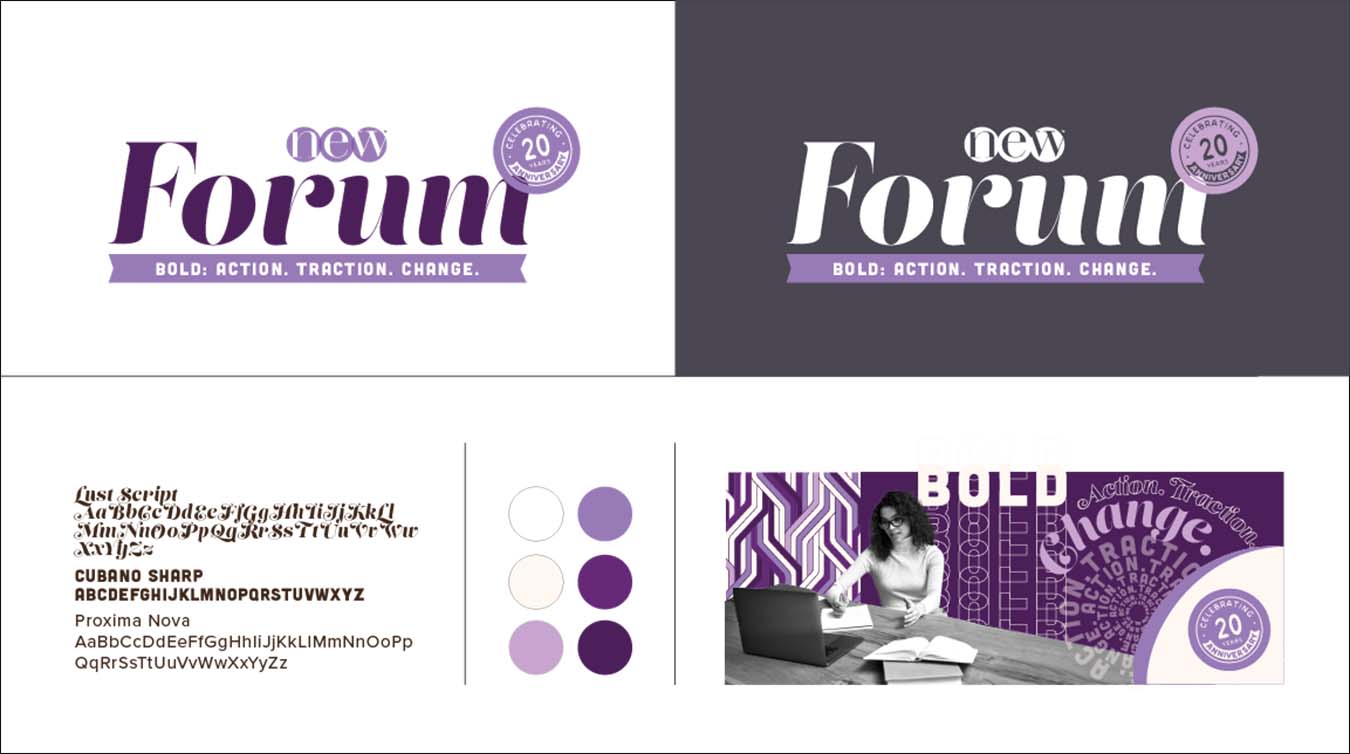 new
Forum
CELEBRATING
20
YEARS
ANNIVERSARY
BOLD: ACTION. TRACTION. CHANGE.
new
Forum
CELEBRATING
20
YEARS
ANNIVERSARY
BOLD: ACTION. TRACTION. CHANGE.
Lust Script
AaBbCcDdEeFfGgHhIiJjKkLl
MmNnOoPpQqRrSsTtUuVvWw
XxYyZz
CUBANO SHARP
ABCDEFGHIJKLMNOPQRSTUVWXYZ
Proxima Nova
AaBbCcDdEeFfGgHhIiJjKkLlMmNnOoPp
QqRrSsTtUuVvWwXxYyZz
BOLD
Action. Traction.
Change.
CELEBRATING
20
YEARS
ANNIVERSARY